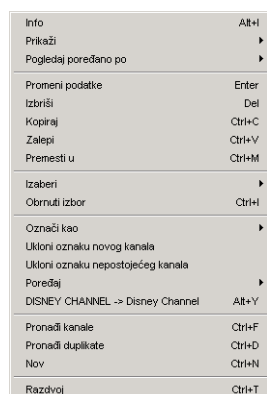 Info Alt+I
Prikaži
Pogledaj poređano po
Promeni podatke Enter
Izbriši Del
Kopiraj Ctrl+C
Zalepi Ctrl+V
Premesti u Ctrl+M
Izaberi
Obrnuti izbor Ctrl+I
Označi kao
Ukloni oznaku novog kanala
Ukloni oznaku nepostojećeg kanala
Poređaj
DISNEY CHANNEL -> Disney Channel Alt+Y
Pronađi kanale Ctrl+F
Pronađi duplikate Ctrl+D
Nov Ctrl+N
Razdvoj Ctrl+T